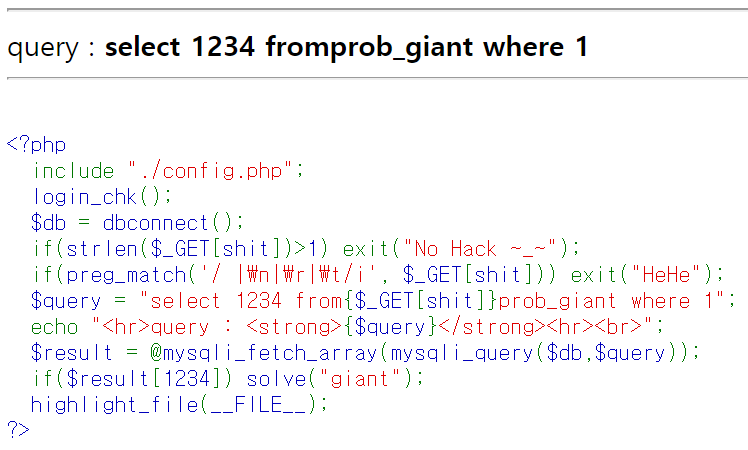 query : select 1234 fromprob_giant where 1
<?php
include "./config.php";
login_chk();
$db = dbconnect();
if(strlen($_GET[shit])>1) exit("No Hack ~_~");
if(preg_match('/ |₩n|₩r|₩t/i', $_GET[shit])) exit("HeHe");
$query = "select 1234 from{$_GET[shit]}prob_giant where 1";
echo "<hr>query : <strong>{$query}</strong><hr><br>";
$result = @mysqli_fetch_array(mysqli_query($db,$query));
if($result[1234]) solve("giant");
highlight_file(__FILE__);
?>